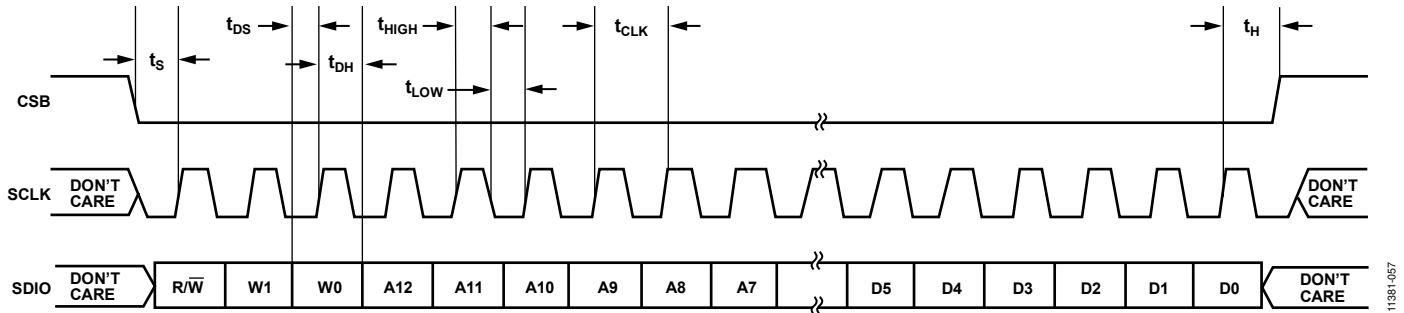 tDS
tHIGH
tCLK
tH
tS
tDH
tLOW
CSB
SCLK DON'T CARE DON'T CARE
SDIO DON'T CARE R/W̅ W1 W0 A12 A11 A10 A9 A8 A7 D5 D4 D3 D2 D1 D0 DON'T CARE
11381-057